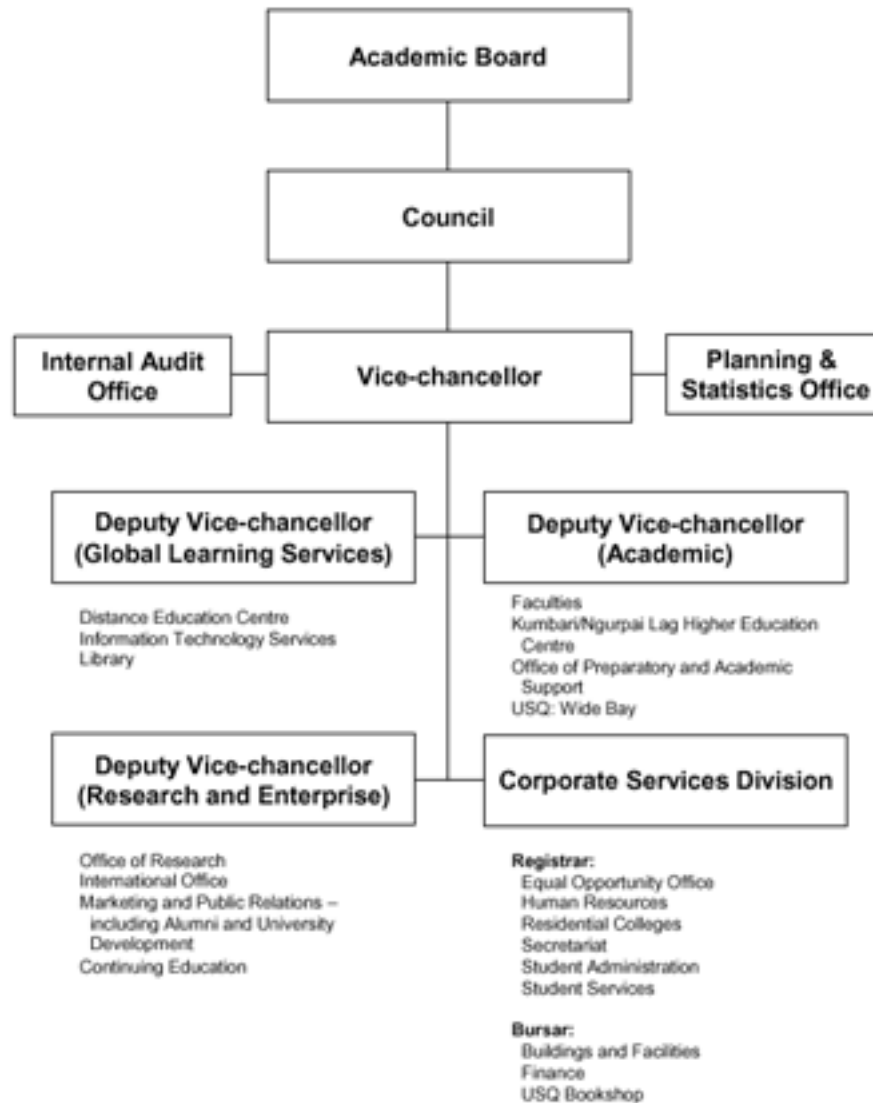 Academic Board
Council
Internal Audit
Office
Vice-chancellor
Planning &
Statistics Office
Deputy Vice-chancellor
(Global Learning Services)
Distance Education Centre
Information Technology Services
Library
Deputy Vice-chancellor
(Academic)
Faculties
Kumbari/Ngurpai Lag Higher Education
Centre
Office of Preparatory and Academic
Support
USQ: Wide Bay
Deputy Vice-chancellor
(Research and Enterprise)
Office of Research
International Office
Marketing and Public Relations –
including Alumni and University
Development
Continuing Education
Corporate Services Division
Registrar:
Equal Opportunity Office
Human Resources
Residential Colleges
Secretariat
Student Administration
Student Services
Bursar:
Buildings and Facilities
Finance
USQ Bookshop